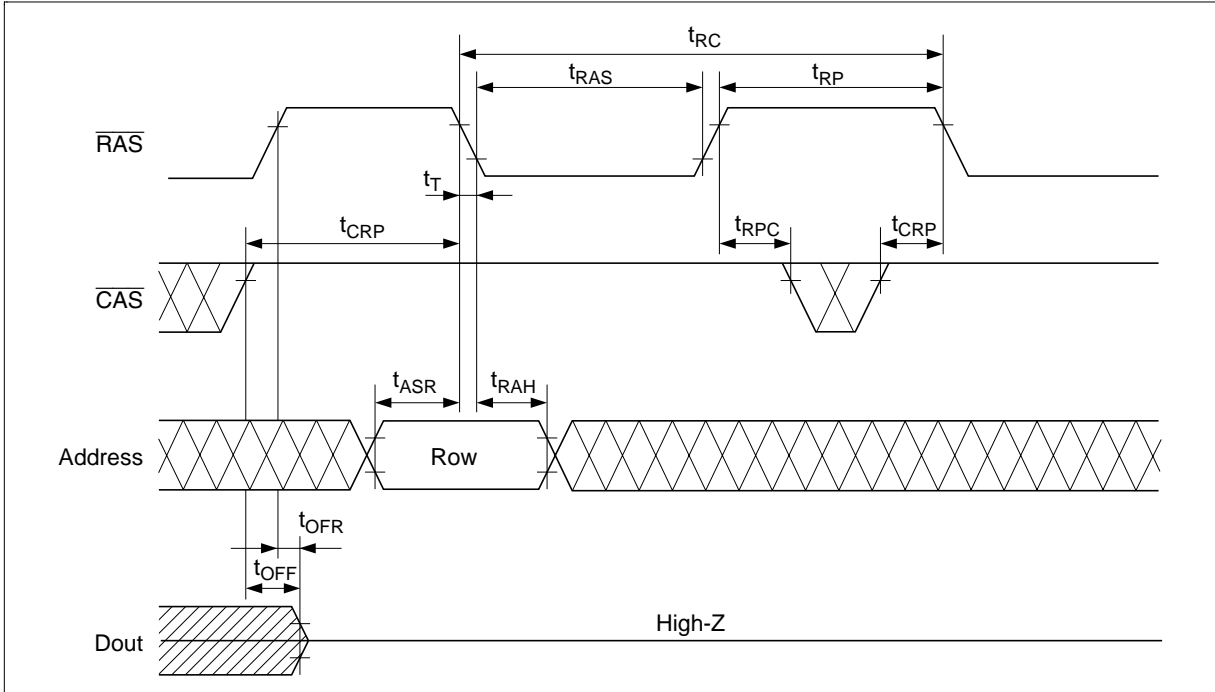 tRC
tRAS
tRP
RAS
tT
tCRP
tRPC
tCRP
CAS
tASR
tRAH
Address
Row
tOFR
tOFF
High-Z
Dout